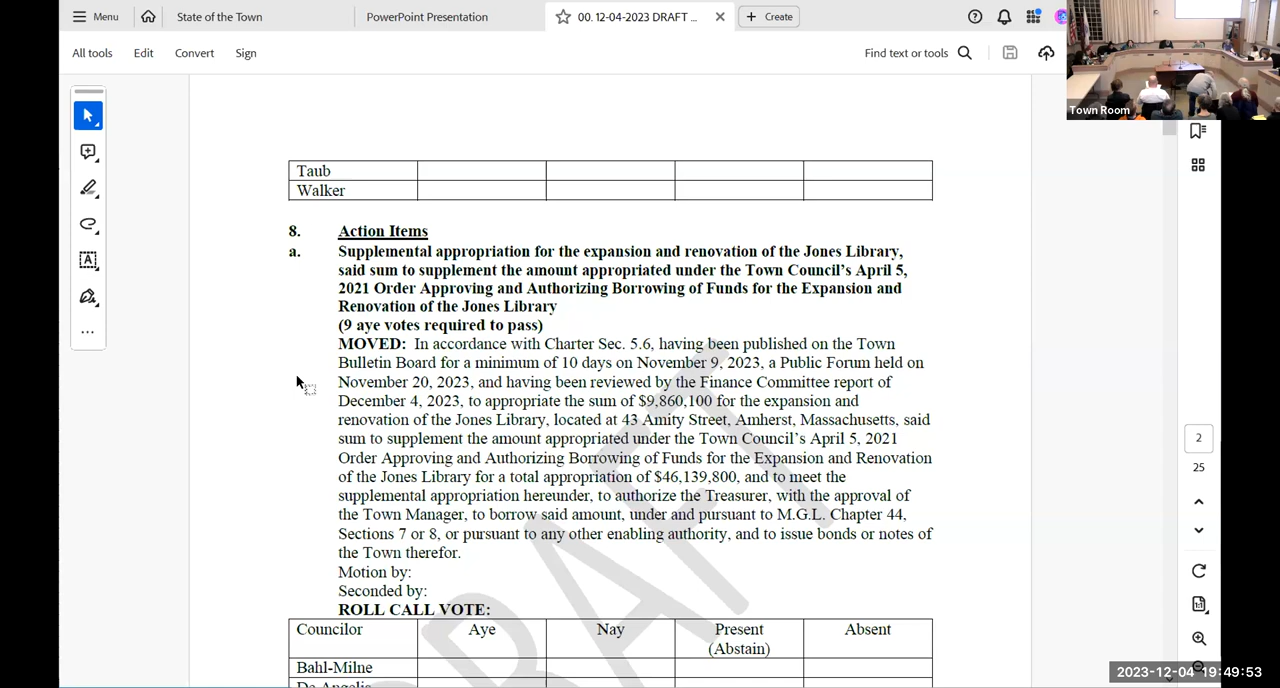 Menu
State of the Town
PowerPoint Presentation
00. 12-04-2023 DRAFT ...
Create
All tools
Edit
Convert
Sign
Find text or tools
Town Room
Taub
Walker
8. Action Items
a. Supplemental appropriation for the expansion and renovation of the Jones Library,
said sum to supplement the amount appropriated under the Town Council's April 5,
2021 Order Approving and Authorizing Borrowing of Funds for the Expansion and
Renovation of the Jones Library
(9 aye votes required to pass)
MOVED: In accordance with Charter Sec. 5.6, having been published on the Town
Bulletin Board for a minimum of 10 days on November 9, 2023, a Public Forum held on
November 20, 2023, and having been reviewed by the Finance Committee report of
December 4, 2023, to appropriate the sum of $9,860,100 for the expansion and
renovation of the Jones Library, located at 43 Amity Street, Amherst, Massachusetts, said
sum to supplement the amount appropriated under the Town Council's April 5, 2021
Order Approving and Authorizing Borrowing of Funds for the Expansion and Renovation
of the Jones Library for a total appropriation of $46,139,800, and to meet the
supplemental appropriation hereunder, to authorize the Treasurer, with the approval of
the Town Manager, to borrow said amount, under and pursuant to M.G.L. Chapter 44,
Sections 7 or 8, or pursuant to any other enabling authority, and to issue bonds or notes of
the Town therefor.
Motion by:
Seconded by:
ROLL CALL VOTE:
Councilor Aye Nay Present (Abstain) Absent
Bahl-Milne
De Angelis
DRAFT
2
25
2023-12-04 19:49:53